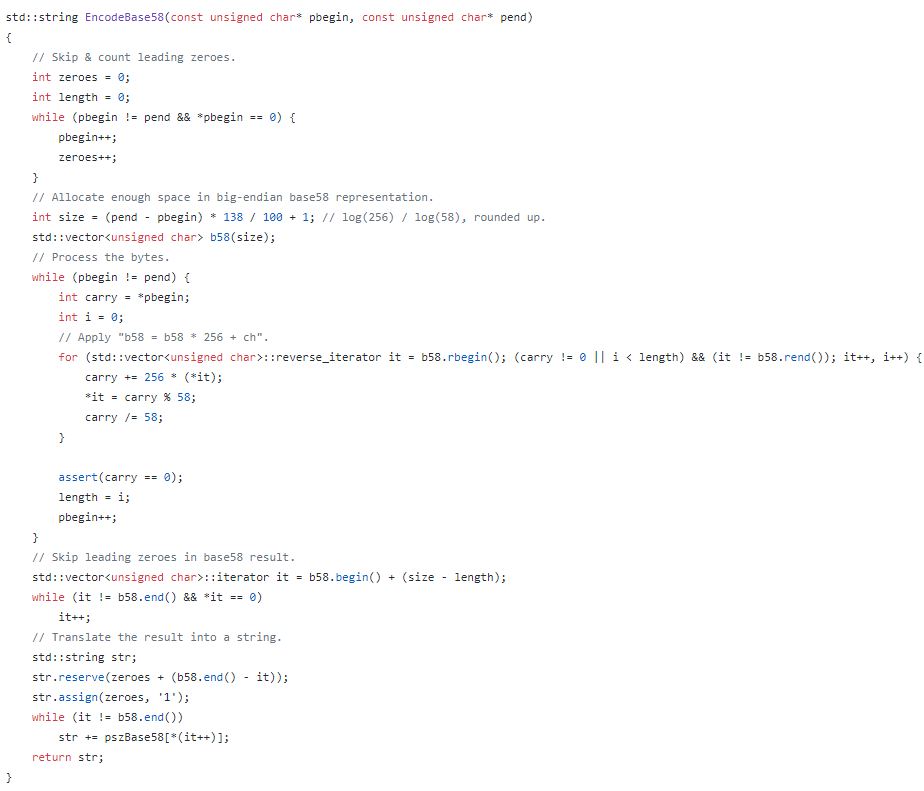 std::string EncodeBase58(const unsigned char* pbegin, const unsigned char* pend)
{
    // Skip & count leading zeroes.
    int zeroes = 0;
    int length = 0;
    while (pbegin != pend && *pbegin == 0) {
        pbegin++;
        zeroes++;
    }
    // Allocate enough space in big-endian base58 representation.
    int size = (pend - pbegin) * 138 / 100 + 1; // log(256) / log(58), rounded up.
    std::vector<unsigned char> b58(size);
    // Process the bytes.
    while (pbegin != pend) {
        int carry = *pbegin;
        int i = 0;
        // Apply "b58 = b58 * 256 + ch".
        for (std::vector<unsigned char>::reverse_iterator it = b58.rbegin(); (carry != 0 || i < length) && (it != b58.rend()); it++, i++) {
            carry += 256 * (*it);
            *it = carry % 58;
            carry /= 58;
        }

        assert(carry == 0);
        length = i;
        pbegin++;
    }
    // Skip leading zeroes in base58 result.
    std::vector<unsigned char>::iterator it = b58.begin() + (size - length);
    while (it != b58.end() && *it == 0)
        it++;
    // Translate the result into a string.
    std::string str;
    str.reserve(zeroes + (b58.end() - it));
    str.assign(zeroes, '1');
    while (it != b58.end())
        str += pszBase58[*(it++)];
    return str;
}